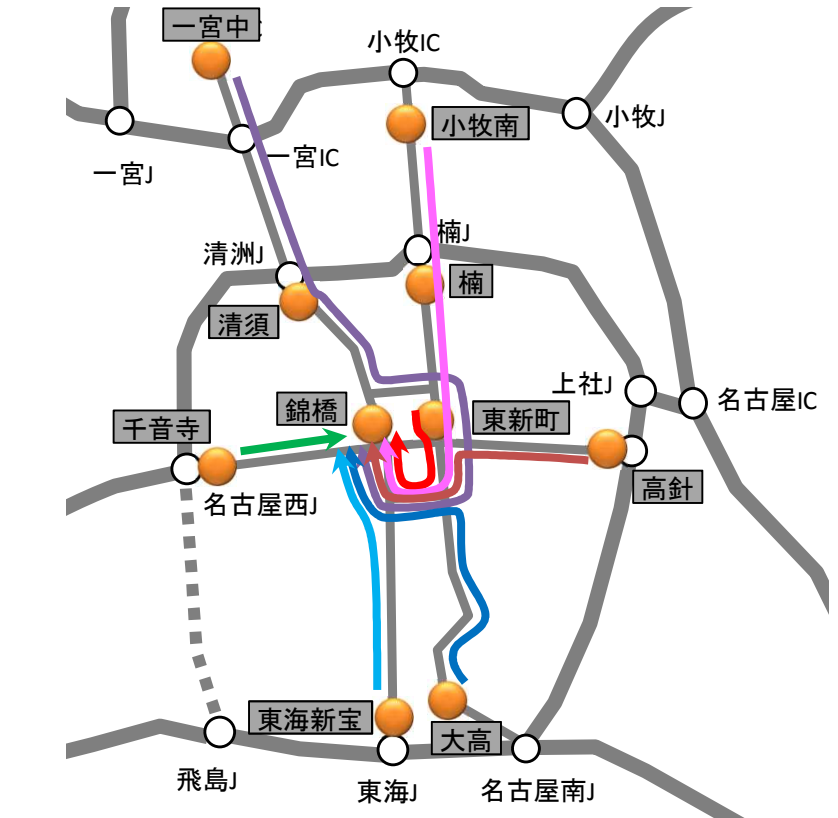 一宮中
小牧IC
小牧南
小牧J
一宮J
一宮IC
楠J
清洲J
楠
清須
上社J
名古屋IC
錦橋
東新町
千音寺
高針
名古屋西J
東海新宝
大高
飛島J
東海J
名古屋南J